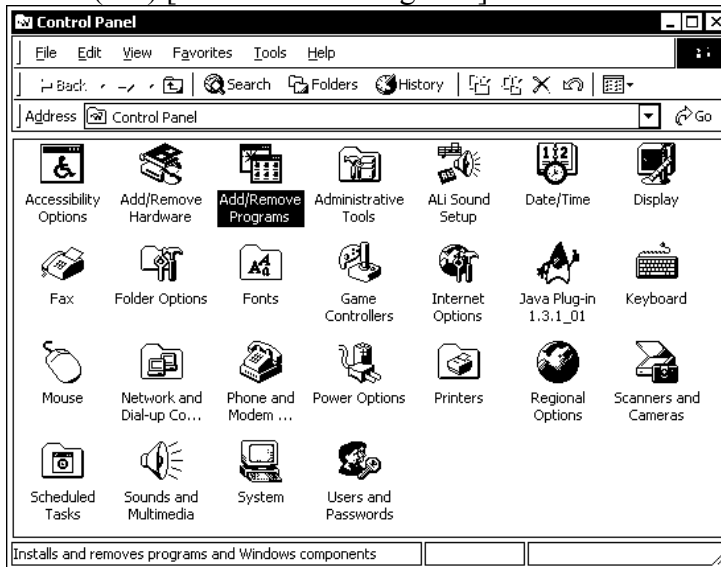 Control Panel
File Edit View Favorites Tools Help
Back Search Folders History
Address Control Panel Go
Accessibility Options
Add/Remove Hardware
Add/Remove Programs
Administrative Tools
ALi Sound Setup
Date/Time
Display
Fax
Folder Options
Fonts
Game Controllers
Internet Options
Java Plug-in 1.3.1_01
Keyboard
Mouse
Network and Dial-up Co...
Phone and Modem ...
Power Options
Printers
Regional Options
Scanners and Cameras
Scheduled Tasks
Sounds and Multimedia
System
Users and Passwords
Installs and removes programs and Windows components